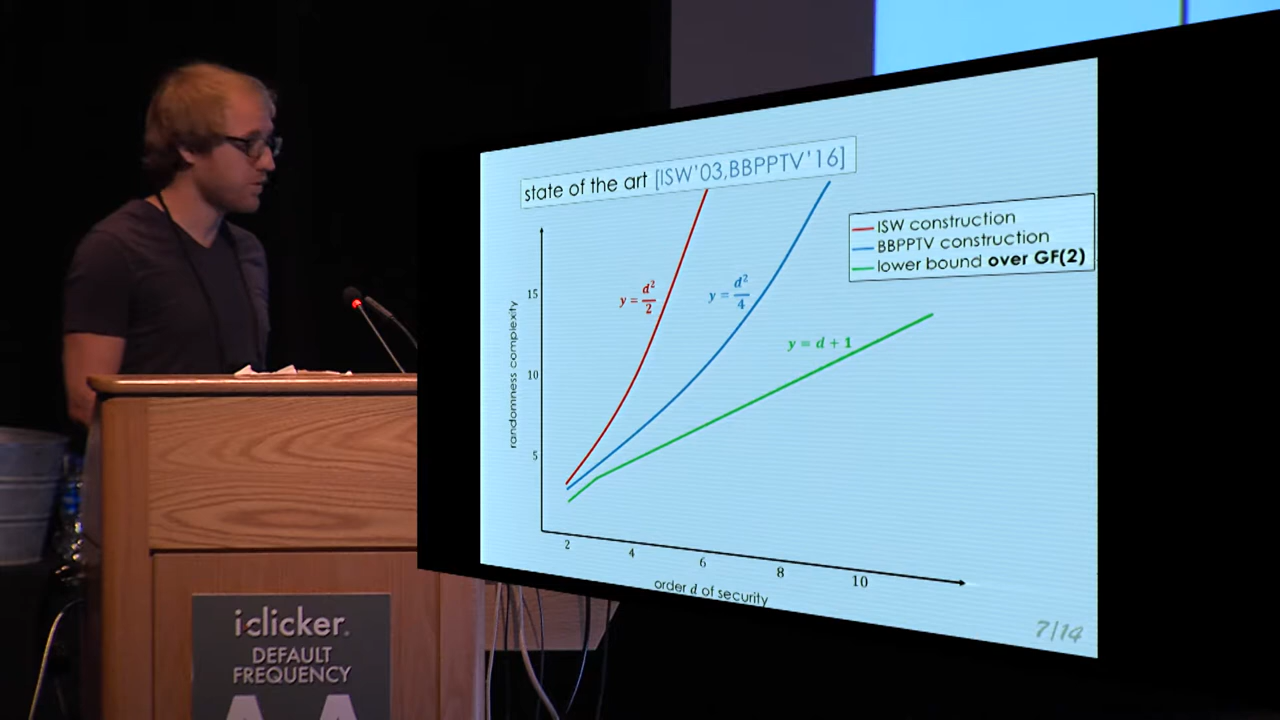 state of the art [ISW'03,BBPPTV'16]
ISW construction
BBPPTV construction
lower bound over GF(2)
y = d²/2
y = d²/4
y = d + 1
randomness complexity
15
10
5
2
4
6
8
10
order d of security
7/14
iclicker.
DEFAULT
FREQUENCY
AA